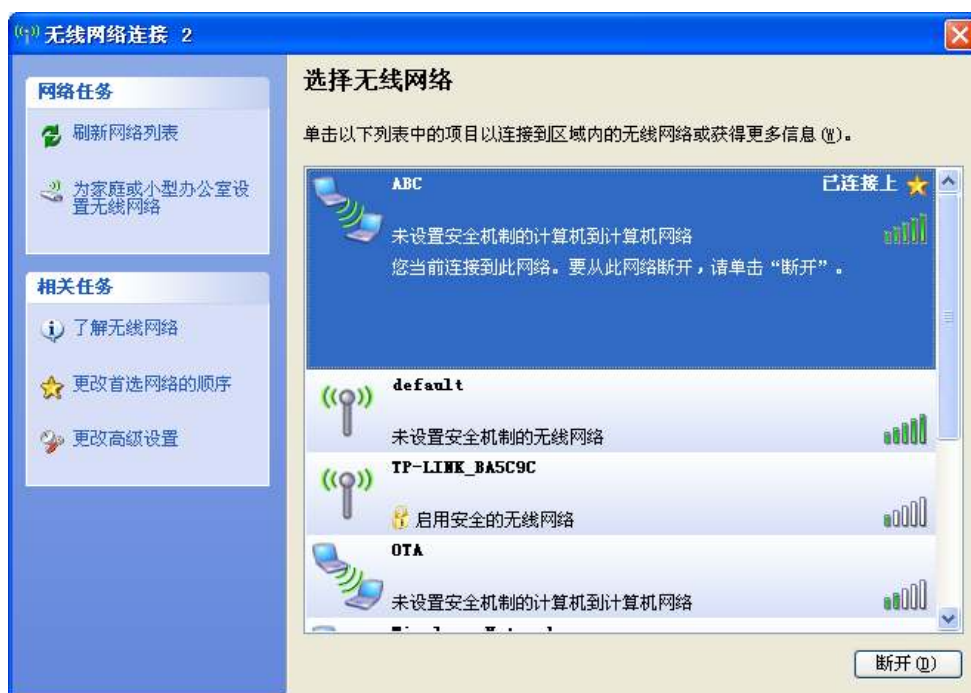 无线网络连接 2
网络任务
刷新网络列表
为家庭或小型办公室设
置无线网络
相关任务
了解无线网络
更改首选网络的顺序
更改高级设置
选择无线网络
单击以下列表中的项目以连接到区域内的无线网络或获得更多信息(W)。
ABC 已连接上
未设置安全机制的计算机到计算机网络
您当前连接到此网络。要从此网络断开，请单击“断开”。
default
未设置安全机制的无线网络
TP-LINK_BA5C9C
启用安全的无线网络
OTA
未设置安全机制的计算机到计算机网络
断开(D)